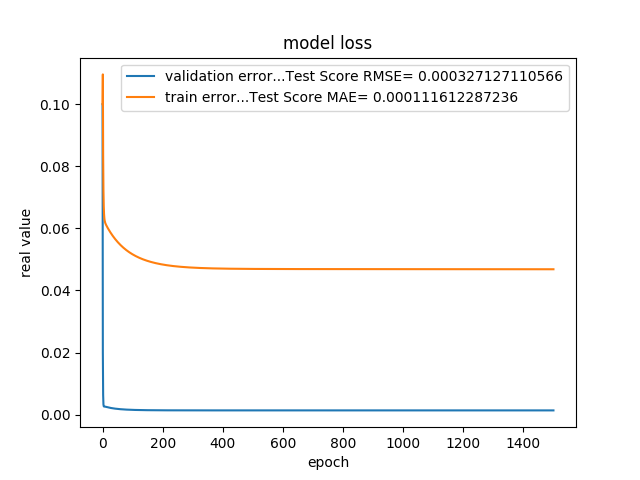 model loss
validation error...Test Score RMSE= 0.000327127110566
train error...Test Score MAE= 0.000111612287236
0.10
0.08
0.06
0.04
0.02
0.00
real value
0 200 400 600 800 1000 1200 1400
epoch